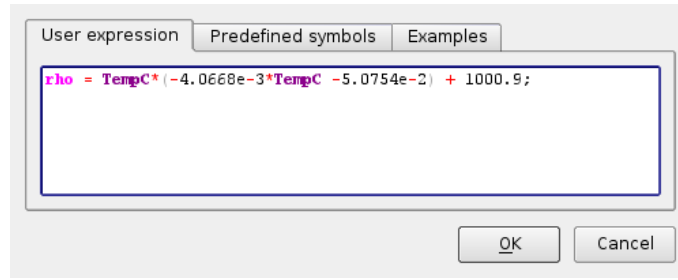 User expression Predefined symbols Examples
rho = TempC*(-4.0668e-3*TempC -5.0754e-2) + 1000.9;
OK Cancel